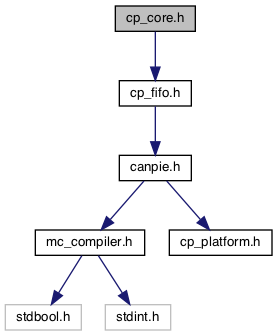 cp_core.h
cp_fifo.h
canpie.h
mc_compiler.h
cp_platform.h
stdbool.h
stdint.h